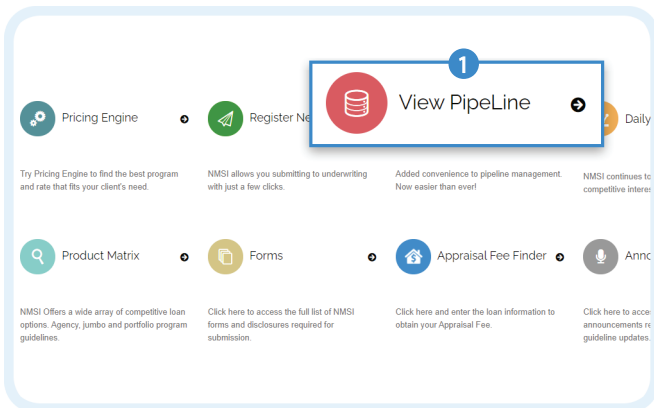 1
View PipeLine
Pricing Engine
Register Ne
Daily
Try Pricing Engine to find the best program
and rate that fits your client's need.
NMSI allows you submitting to underwriting
with just a few clicks.
Added convenience to pipeline management.
Now easier than ever!
NMSI continues to
competitive interes
Product Matrix
Forms
Appraisal Fee Finder
Anno
NMSI Offers a wide array of competitive loan
options. Agency, jumbo and portfolio program
guidelines.
Click here to access the full list of NMSI
forms and disclosures required for
submission.
Click here and enter the loan information to
obtain your Appraisal Fee.
Click here to acces
announcements re
guideline updates.